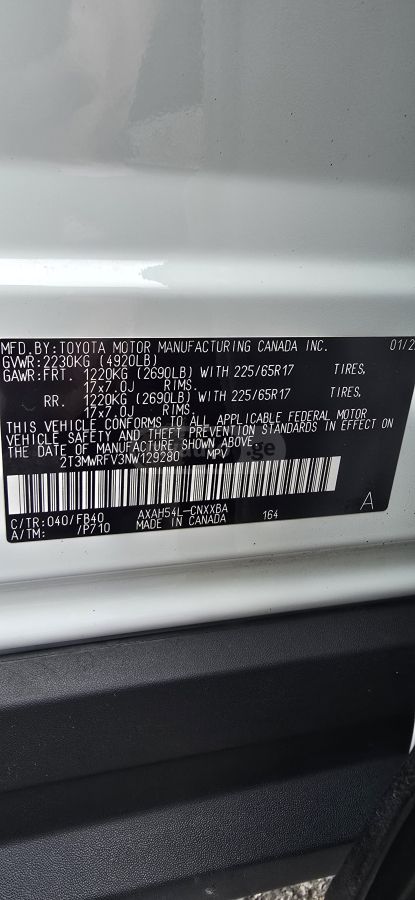 MFD.BY:TOYOTA MOTOR MANUFACTURING CANADA INC. 01/2
GVWR:2230KG (4920LB)
GAWR:FRT. 1220KG (2690LB) WITH 225/65R17 TIRES,
17x7.0J RIMS.
RR. 1220KG (2690LB) WITH 225/65R17 TIRES,
17x7.0J RIMS.
THIS VEHICLE CONFORMS TO ALL APPLICABLE FEDERAL MOTOR
VEHICLE SAFETY AND THEFT PREVENTION STANDARDS IN EFFECT ON
THE DATE OF MANUFACTURE SHOWN ABOVE.
2T3MWRFV3NW129280 MPV
C/TR:040/FB40 AXAH54L-CNXXBA 164 A
A/TM: /P710 MADE IN CANADA